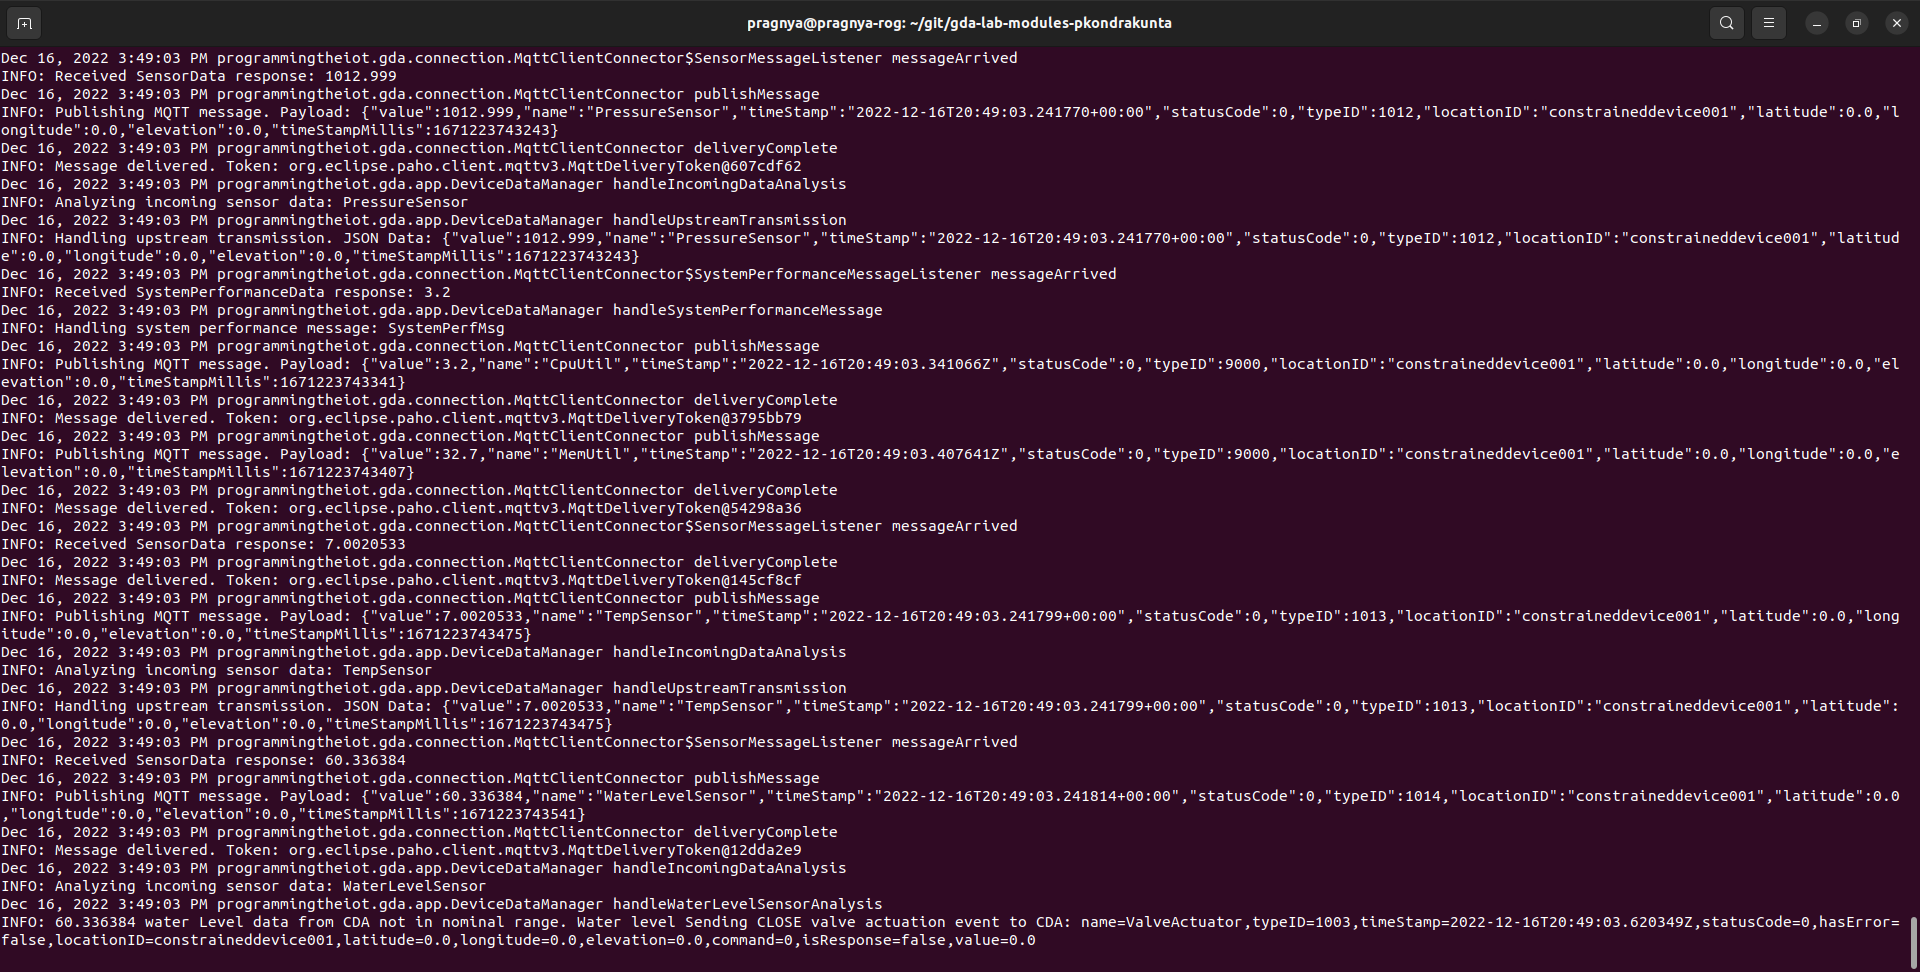 pragnya@pragnya-rog: ~/git/gda-lab-modules-pkondrakunta
Dec 16, 2022 3:49:03 PM programmingtheiot.gda.connection.MqttClientConnector$SensorMessageListener messageArrived
INFO: Received SensorData response: 1012.999
Dec 16, 2022 3:49:03 PM programmingtheiot.gda.connection.MqttClientConnector publishMessage
INFO: Publishing MQTT message. Payload: {"value":1012.999,"name":"PressureSensor","timeStamp":"2022-12-16T20:49:03.241770+00:00","statusCode":0,"typeID":1012,"locationID":"constraineddevice001","latitude":0.0,"l
ongitude":0.0,"elevation":0.0,"timeStampMillis":1671223743243}
Dec 16, 2022 3:49:03 PM programmingtheiot.gda.connection.MqttClientConnector deliveryComplete
INFO: Message delivered. Token: org.eclipse.paho.client.mqttv3.MqttDeliveryToken@607cdf62
Dec 16, 2022 3:49:03 PM programmingtheiot.gda.app.DeviceDataManager handleIncomingDataAnalysis
INFO: Analyzing incoming sensor data: PressureSensor
Dec 16, 2022 3:49:03 PM programmingtheiot.gda.app.DeviceDataManager handleUpstreamTransmission
INFO: Handling upstream transmission. JSON Data: {"value":1012.999,"name":"PressureSensor","timeStamp":"2022-12-16T20:49:03.241770+00:00","statusCode":0,"typeID":1012,"locationID":"constraineddevice001","latitud
e":0.0,"longitude":0.0,"elevation":0.0,"timeStampMillis":1671223743243}
Dec 16, 2022 3:49:03 PM programmingtheiot.gda.connection.MqttClientConnector$SystemPerformanceMessageListener messageArrived
INFO: Received SystemPerformanceData response: 3.2
Dec 16, 2022 3:49:03 PM programmingtheiot.gda.app.DeviceDataManager handleSystemPerformanceMessage
INFO: Handling system performance message: SystemPerfMsg
Dec 16, 2022 3:49:03 PM programmingtheiot.gda.connection.MqttClientConnector publishMessage
INFO: Publishing MQTT message. Payload: {"value":3.2,"name":"CpuUtil","timeStamp":"2022-12-16T20:49:03.341066Z","statusCode":0,"typeID":9000,"locationID":"constraineddevice001","latitude":0.0,"longitude":0.0,"el
evation":0.0,"timeStampMillis":1671223743341}
Dec 16, 2022 3:49:03 PM programmingtheiot.gda.connection.MqttClientConnector deliveryComplete
INFO: Message delivered. Token: org.eclipse.paho.client.mqttv3.MqttDeliveryToken@3795bb79
Dec 16, 2022 3:49:03 PM programmingtheiot.gda.connection.MqttClientConnector publishMessage
INFO: Publishing MQTT message. Payload: {"value":32.7,"name":"MemUtil","timeStamp":"2022-12-16T20:49:03.407641Z","statusCode":0,"typeID":9000,"locationID":"constraineddevice001","latitude":0.0,"longitude":0.0,"e
levation":0.0,"timeStampMillis":1671223743407}
Dec 16, 2022 3:49:03 PM programmingtheiot.gda.connection.MqttClientConnector deliveryComplete
INFO: Message delivered. Token: org.eclipse.paho.client.mqttv3.MqttDeliveryToken@54298a36
Dec 16, 2022 3:49:03 PM programmingtheiot.gda.connection.MqttClientConnector$SensorMessageListener messageArrived
INFO: Received SensorData response: 7.0020533
Dec 16, 2022 3:49:03 PM programmingtheiot.gda.connection.MqttClientConnector deliveryComplete
INFO: Message delivered. Token: org.eclipse.paho.client.mqttv3.MqttDeliveryToken@145cf8cf
Dec 16, 2022 3:49:03 PM programmingtheiot.gda.connection.MqttClientConnector publishMessage
INFO: Publishing MQTT message. Payload: {"value":7.0020533,"name":"TempSensor","timeStamp":"2022-12-16T20:49:03.241799+00:00","statusCode":0,"typeID":1013,"locationID":"constraineddevice001","latitude":0.0,"long
itude":0.0,"elevation":0.0,"timeStampMillis":1671223743475}
Dec 16, 2022 3:49:03 PM programmingtheiot.gda.app.DeviceDataManager handleIncomingDataAnalysis
INFO: Analyzing incoming sensor data: TempSensor
Dec 16, 2022 3:49:03 PM programmingtheiot.gda.app.DeviceDataManager handleUpstreamTransmission
INFO: Handling upstream transmission. JSON Data: {"value":7.0020533,"name":"TempSensor","timeStamp":"2022-12-16T20:49:03.241799+00:00","statusCode":0,"typeID":1013,"locationID":"constraineddevice001","latitude":
0.0,"longitude":0.0,"elevation":0.0,"timeStampMillis":1671223743475}
Dec 16, 2022 3:49:03 PM programmingtheiot.gda.connection.MqttClientConnector$SensorMessageListener messageArrived
INFO: Received SensorData response: 60.336384
Dec 16, 2022 3:49:03 PM programmingtheiot.gda.connection.MqttClientConnector publishMessage
INFO: Publishing MQTT message. Payload: {"value":60.336384,"name":"WaterLevelSensor","timeStamp":"2022-12-16T20:49:03.241814+00:00","statusCode":0,"typeID":1014,"locationID":"constraineddevice001","latitude":0.0
,"longitude":0.0,"elevation":0.0,"timeStampMillis":1671223743541}
Dec 16, 2022 3:49:03 PM programmingtheiot.gda.connection.MqttClientConnector deliveryComplete
INFO: Message delivered. Token: org.eclipse.paho.client.mqttv3.MqttDeliveryToken@12dda2e9
Dec 16, 2022 3:49:03 PM programmingtheiot.gda.app.DeviceDataManager handleIncomingDataAnalysis
INFO: Analyzing incoming sensor data: WaterLevelSensor
Dec 16, 2022 3:49:03 PM programmingtheiot.gda.app.DeviceDataManager handleWaterLevelSensorAnalysis
INFO: 60.336384 water Level data from CDA not in nominal range. Water level Sending CLOSE valve actuation event to CDA: name=ValveActuator,typeID=1003,timeStamp=2022-12-16T20:49:03.620349Z,statusCode=0,hasError=
false,locationID=constraineddevice001,latitude=0.0,longitude=0.0,elevation=0.0,command=0,isResponse=false,value=0.0